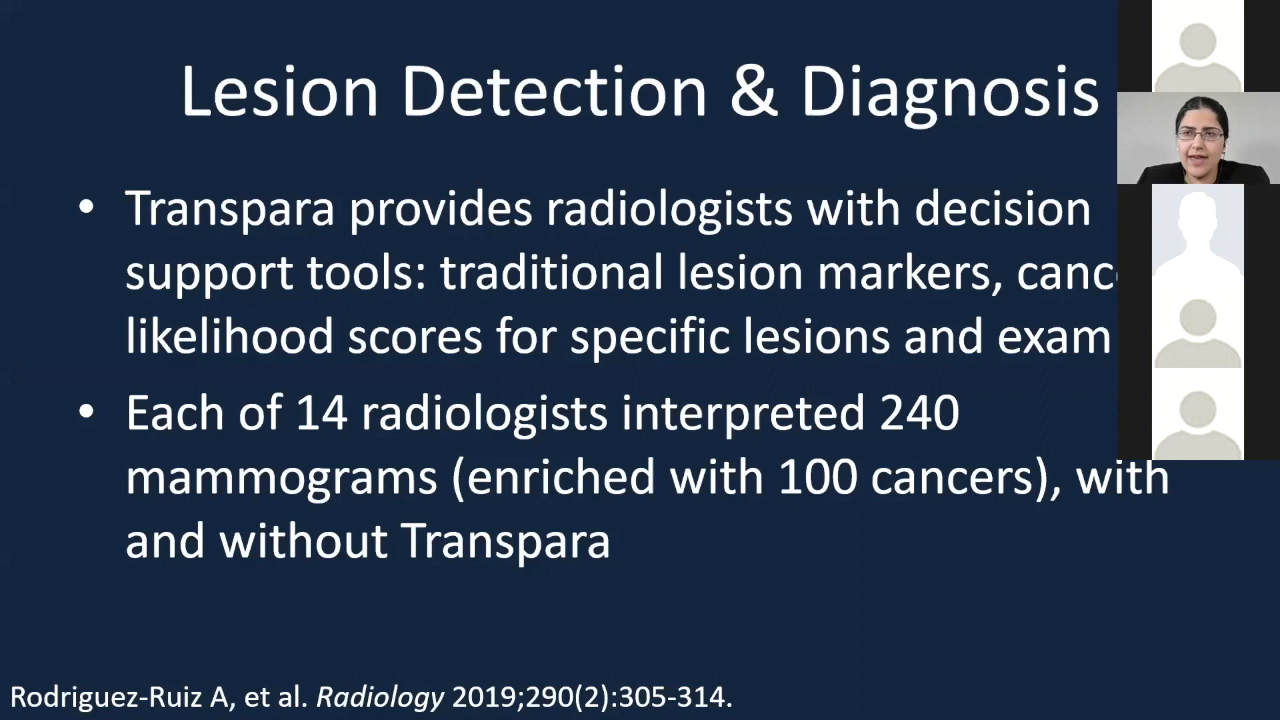 Lesion Detection & Diagnosis
• Transpara provides radiologists with decision
support tools: traditional lesion markers,
likelihood scores for specific lesions and exam
• Each of 14 radiologists interpreted 240
mammograms (enriched with 100 cancers), with
and without Transpara
Rodriguez-Ruiz A, et al. Radiology 2019;290(2):305-314.